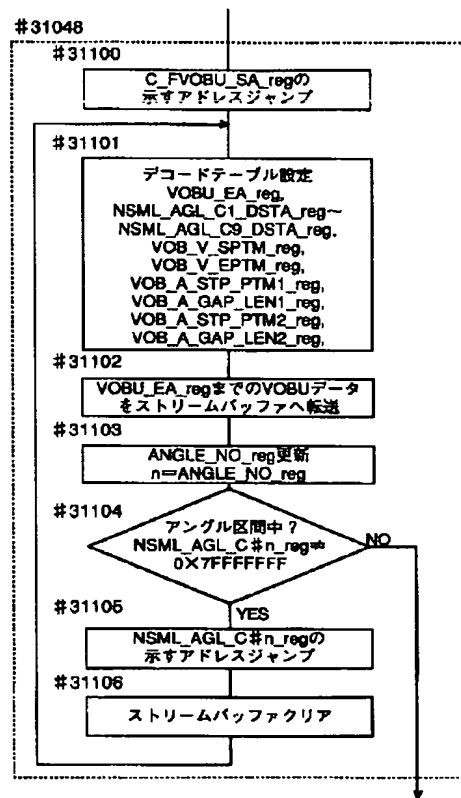 #31048
#31100
C_FVOBU_SA_regの
示すアドレスジャンプ
#31101
デコードテーブル設定
VOBU_EA_reg,
NSML_AGL_C1_DSTA_reg~
NSML_AGL_C9_DSTA_reg,
VOB_V_SPTM_reg,
VOB_V_EPTM_reg,
VOB_A_STP_PTM1_reg,
VOB_A_GAP_LEN1_reg,
VOB_A_STP_PTM2_reg,
VOB_A_GAP_LEN2_reg,
#31102
VOBU_EA_regまでのVOBUデータ
をストリームバッファへ転送
#31103
ANGLE_NO_reg更新
n=ANGLE_NO_reg
#31104
アングル区間中?
NSML_AGL_C#n_reg≠
0×7FFFFFFF
NO
YES
#31105
NSML_AGL_C#n_regの
示すアドレスジャンプ
#31106
ストリームバッファクリア